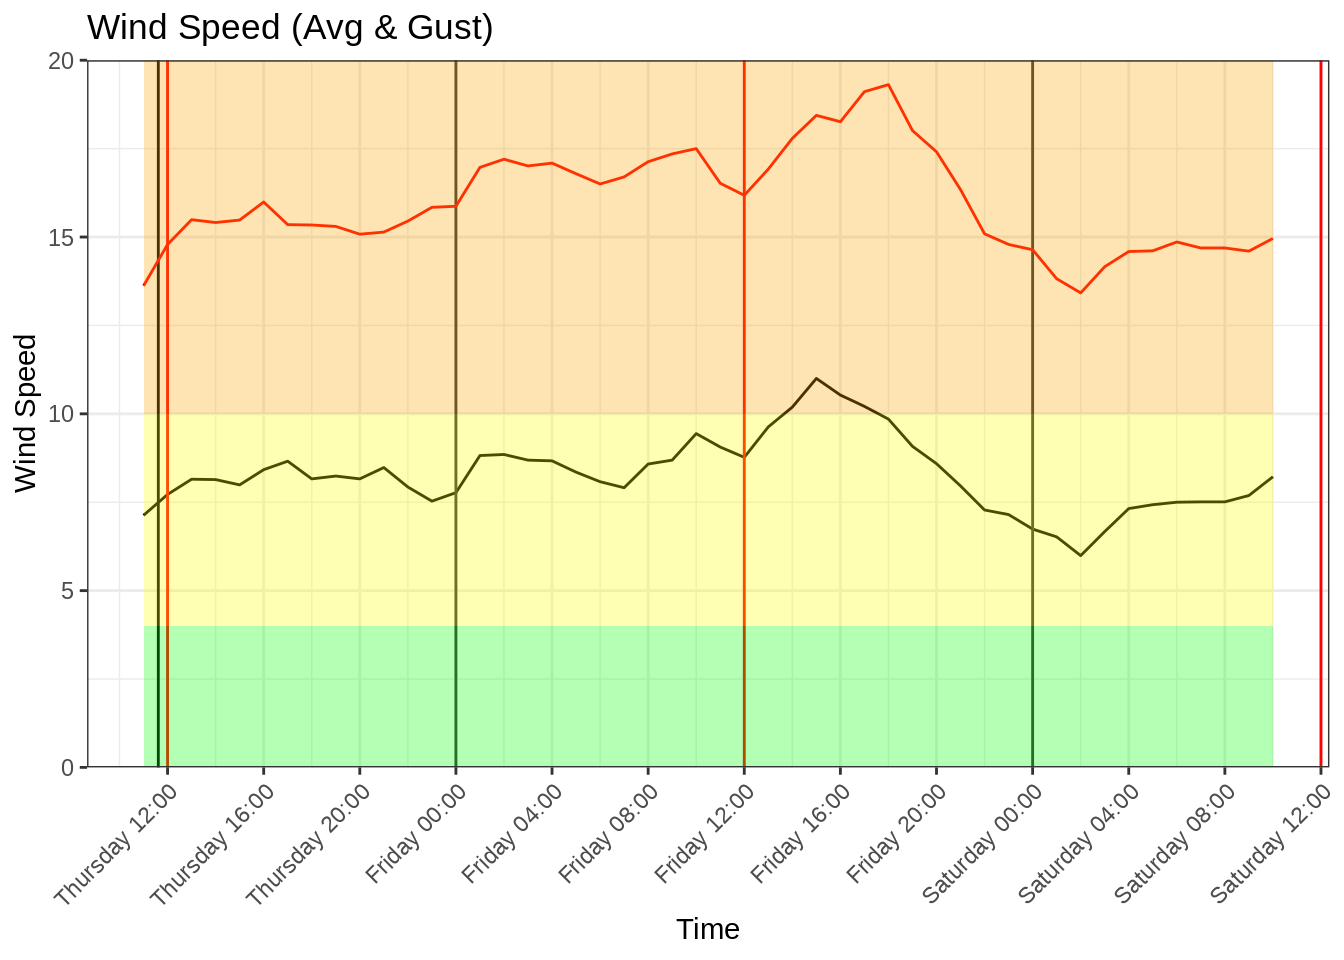 Wind Speed (Avg & Gust)
20
15
10
5
0
Wind Speed
Thursday 12:00
Thursday 16:00
Thursday 20:00
Friday 00:00
Friday 04:00
Friday 08:00
Friday 12:00
Friday 16:00
Friday 20:00
Saturday 00:00
Saturday 04:00
Saturday 08:00
Saturday 12:00
Time